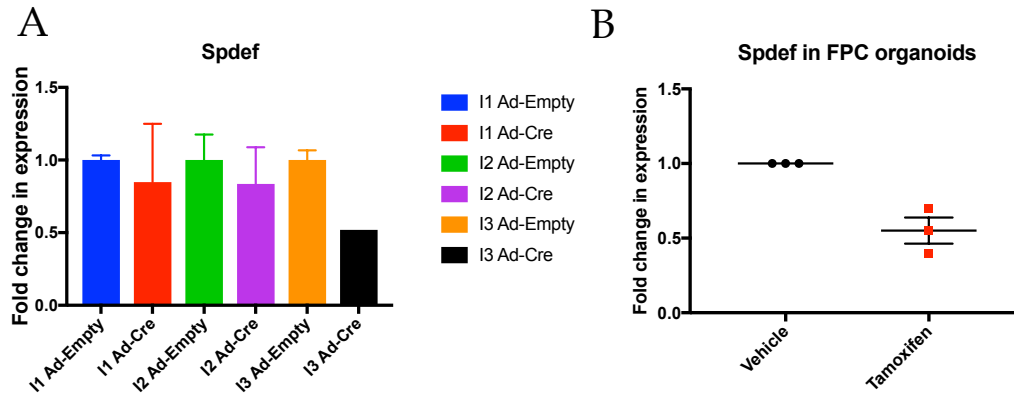 A
Spdef
Fold change in expression
1.5
1.0
0.5
0.0
I1 Ad-Empty
I1 Ad-Cre
I2 Ad-Empty
I2 Ad-Cre
I3 Ad-Empty
I3 Ad-Cre
I1 Ad-Empty
I1 Ad-Cre
I2 Ad-Empty
I2 Ad-Cre
I3 Ad-Empty
I3 Ad-Cre
B
Spdef in FPC organoids
Fold change in expression
1.5
1.0
0.5
0.0
Vehicle
Tamoxifen